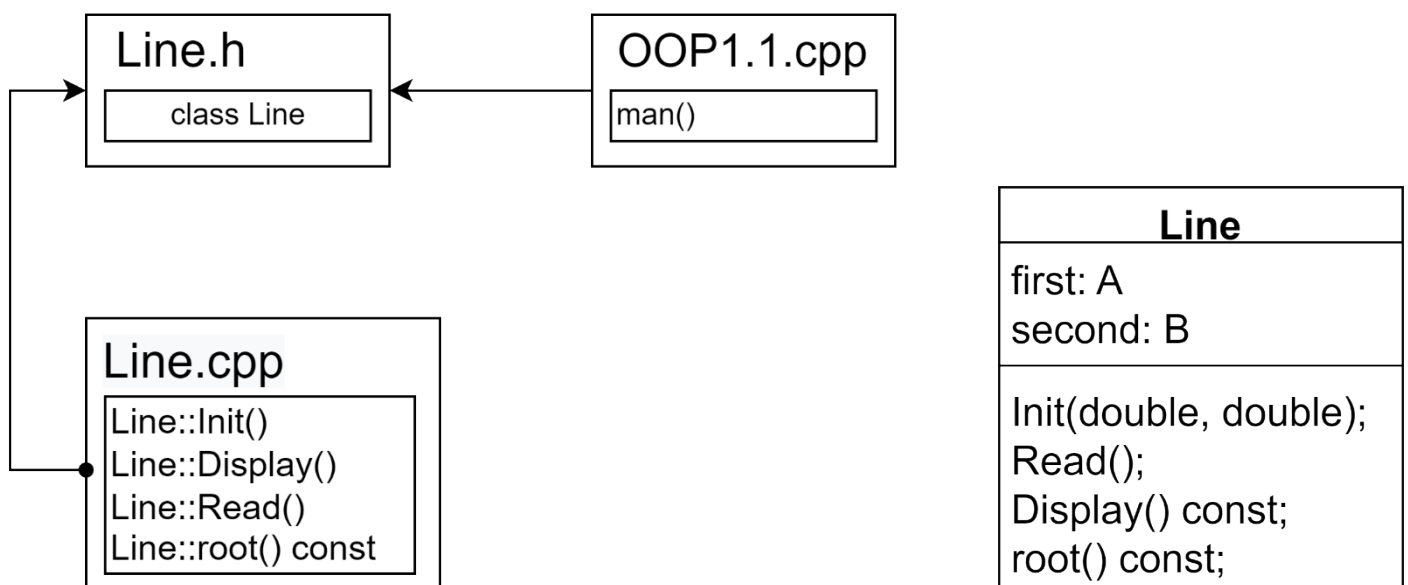 Line.h
class Line
OOP1.1.cpp
man()
Line.cpp
Line::Init()
Line::Display()
Line::Read()
Line::root() const
Line
first: A
second: B
Init(double, double);
Read();
Display() const;
root() const;